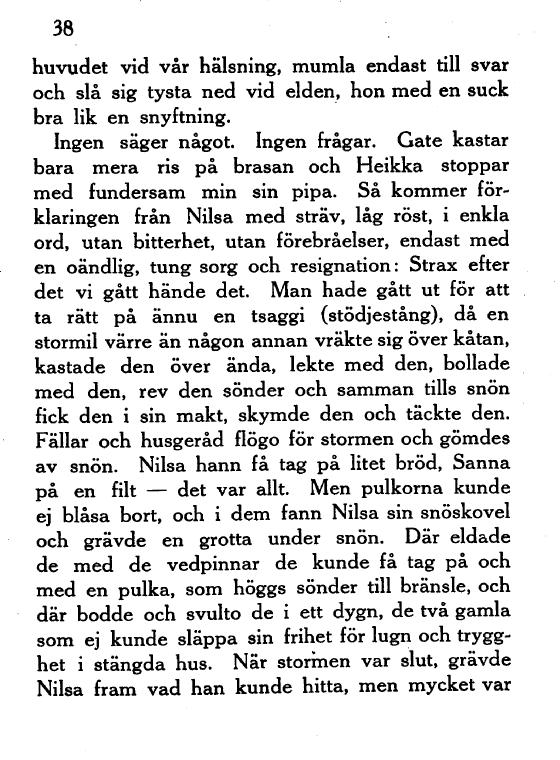 38
huvudet vid vår hälsning, mumla endast till svar
och slå sig tysta ned vid elden, hon med en suck
bra lik en snyftning.
Ingen säger något. Ingen frågar. Gate kastar
bara mera ris på brasan och Heikka stoppar
med fundersam min sin pipa. Så kommer för-
klaringen från Nilsa med sträv, låg röst, i enkla
ord, utan bitterhet, utan förebråelser, endast med
en oändlig, tung sorg och resignation: Strax efter
det vi gått hände det. Man hade gått ut för att
ta rätt på ännu en tsaggi (stödjestång), då en
stormil värre än någon annan vräkte sig över kåtan,
kastade den över ända, lekte med den, bollade
med den, rev den sönder och samman tills snön
fick den i sin makt, skymde den och täckte den.
Fällar och husgeråd flögo för stormen och gömdes
av snön. Nilsa hann få tag på litet bröd, Sanna
på en filt — det var allt. Men pulkorna kunde
ej blåsa bort, och i dem fann Nilsa sin snöskovel
och grävde en grotta under snön. Där eldade
de med de vedpinnar de kunde få tag på och
med en pulka, som höggs sönder till bränsle, och
där bodde och svulto de i ett dygn, de två gamla
som ej kunde släppa sin frihet för lugn och trygg-
het i stängda hus. När stormen var slut, grävde
Nilsa fram vad han kunde hitta, men mycket var